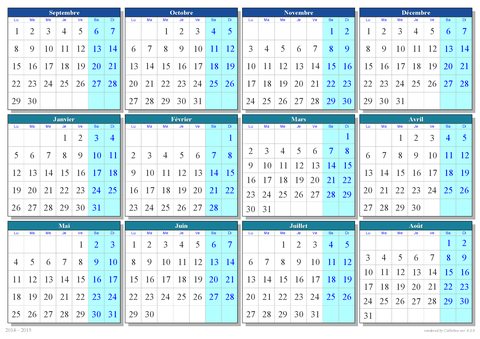 Septembre
Lu Ma Me Je Ve Sa Di
1 2 3 4 5 6 7
8 9 10 11 12 13 14
15 16 17 18 19 20 21
22 23 24 25 26 27 28
29 30
Octobre
Lu Ma Me Je Ve Sa Di
1 2 3 4 5
6 7 8 9 10 11 12
13 14 15 16 17 18 19
20 21 22 23 24 25 26
27 28 29 30 31
Novembre
Lu Ma Me Je Ve Sa Di
1 2
3 4 5 6 7 8 9
10 11 12 13 14 15 16
17 18 19 20 21 22 23
24 25 26 27 28 29 30
Décembre
Lu Ma Me Je Ve Sa Di
1 2 3 4 5 6 7
8 9 10 11 12 13 14
15 16 17 18 19 20 21
22 23 24 25 26 27 28
29 30 31
Janvier
Lu Ma Me Je Ve Sa Di
1 2 3 4
5 6 7 8 9 10 11
12 13 14 15 16 17 18
19 20 21 22 23 24 25
26 27 28 29 30 31
Février
Lu Ma Me Je Ve Sa Di
1
2 3 4 5 6 7 8
9 10 11 12 13 14 15
16 17 18 19 20 21 22
23 24 25 26 27 28
Mars
Lu Ma Me Je Ve Sa Di
1
2 3 4 5 6 7 8
9 10 11 12 13 14 15
16 17 18 19 20 21 22
23 24 25 26 27 28 29
30 31
Avril
Lu Ma Me Je Ve Sa Di
1 2 3 4 5
6 7 8 9 10 11 12
13 14 15 16 17 18 19
20 21 22 23 24 25 26
27 28 29 30
Mai
Lu Ma Me Je Ve Sa Di
1 2 3
4 5 6 7 8 9 10
11 12 13 14 15 16 17
18 19 20 21 22 23 24
25 26 27 28 29 30 31
Juin
Lu Ma Me Je Ve Sa Di
1 2 3 4 5 6 7
8 9 10 11 12 13 14
15 16 17 18 19 20 21
22 23 24 25 26 27 28
29 30
Juillet
Lu Ma Me Je Ve Sa Di
1 2 3 4 5
6 7 8 9 10 11 12
13 14 15 16 17 18 19
20 21 22 23 24 25 26
27 28 29 30 31
Août
Lu Ma Me Je Ve Sa Di
1 2
3 4 5 6 7 8 9
10 11 12 13 14 15 16
17 18 19 20 21 22 23
24 25 26 27 28 29 30
31
2014 - 2015